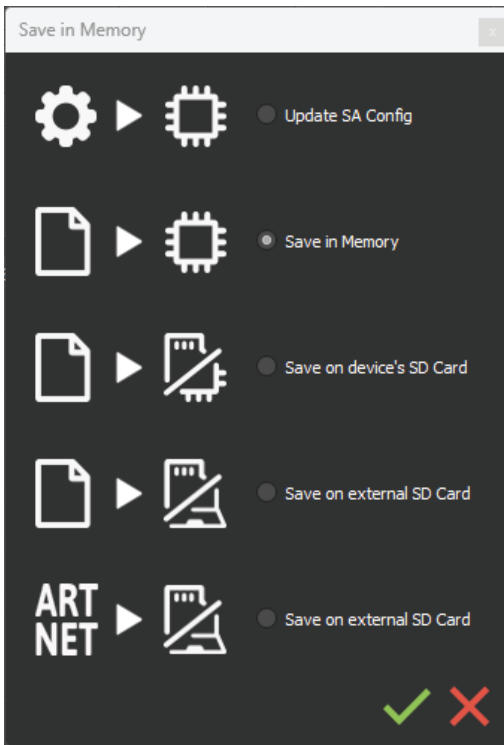 Save in Memory
x
Update SA Config
Save in Memory
Save on device's SD Card
Save on external SD Card
ART
NET
Save on external SD Card